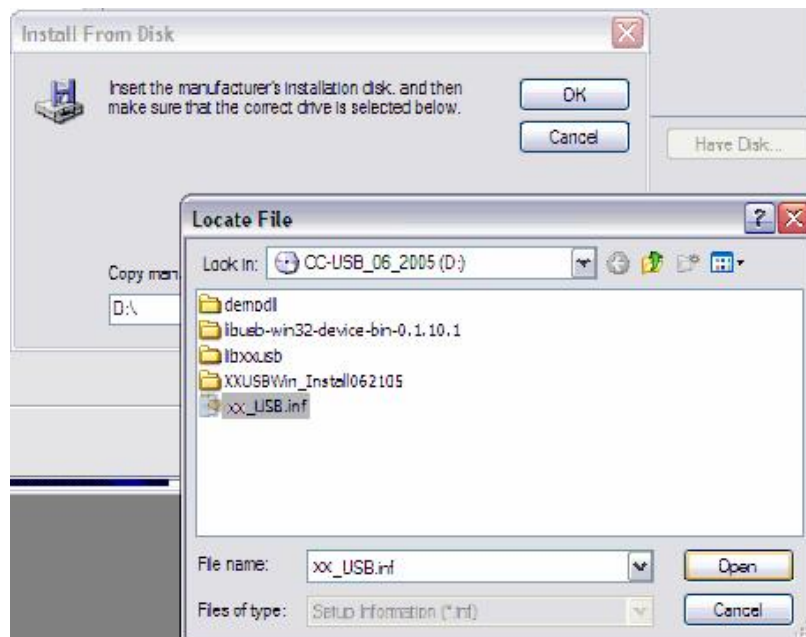 Install From Disk
Insert the manufacturer's installation disk, and then
make sure that the correct drive is selected below.
OK
Cancel
Have Disk...
Copy man
D:\
Locate File
Look in: CC-USB_06_2005 (D:)
demodll
libusb-win32-device-bin-0.1.10.1
libxxusb
XXUSBWin_Install062105
xx_USB.inf
File name: xx_USB.inf
Open
Files of type: Setup Information (*.inf)
Cancel